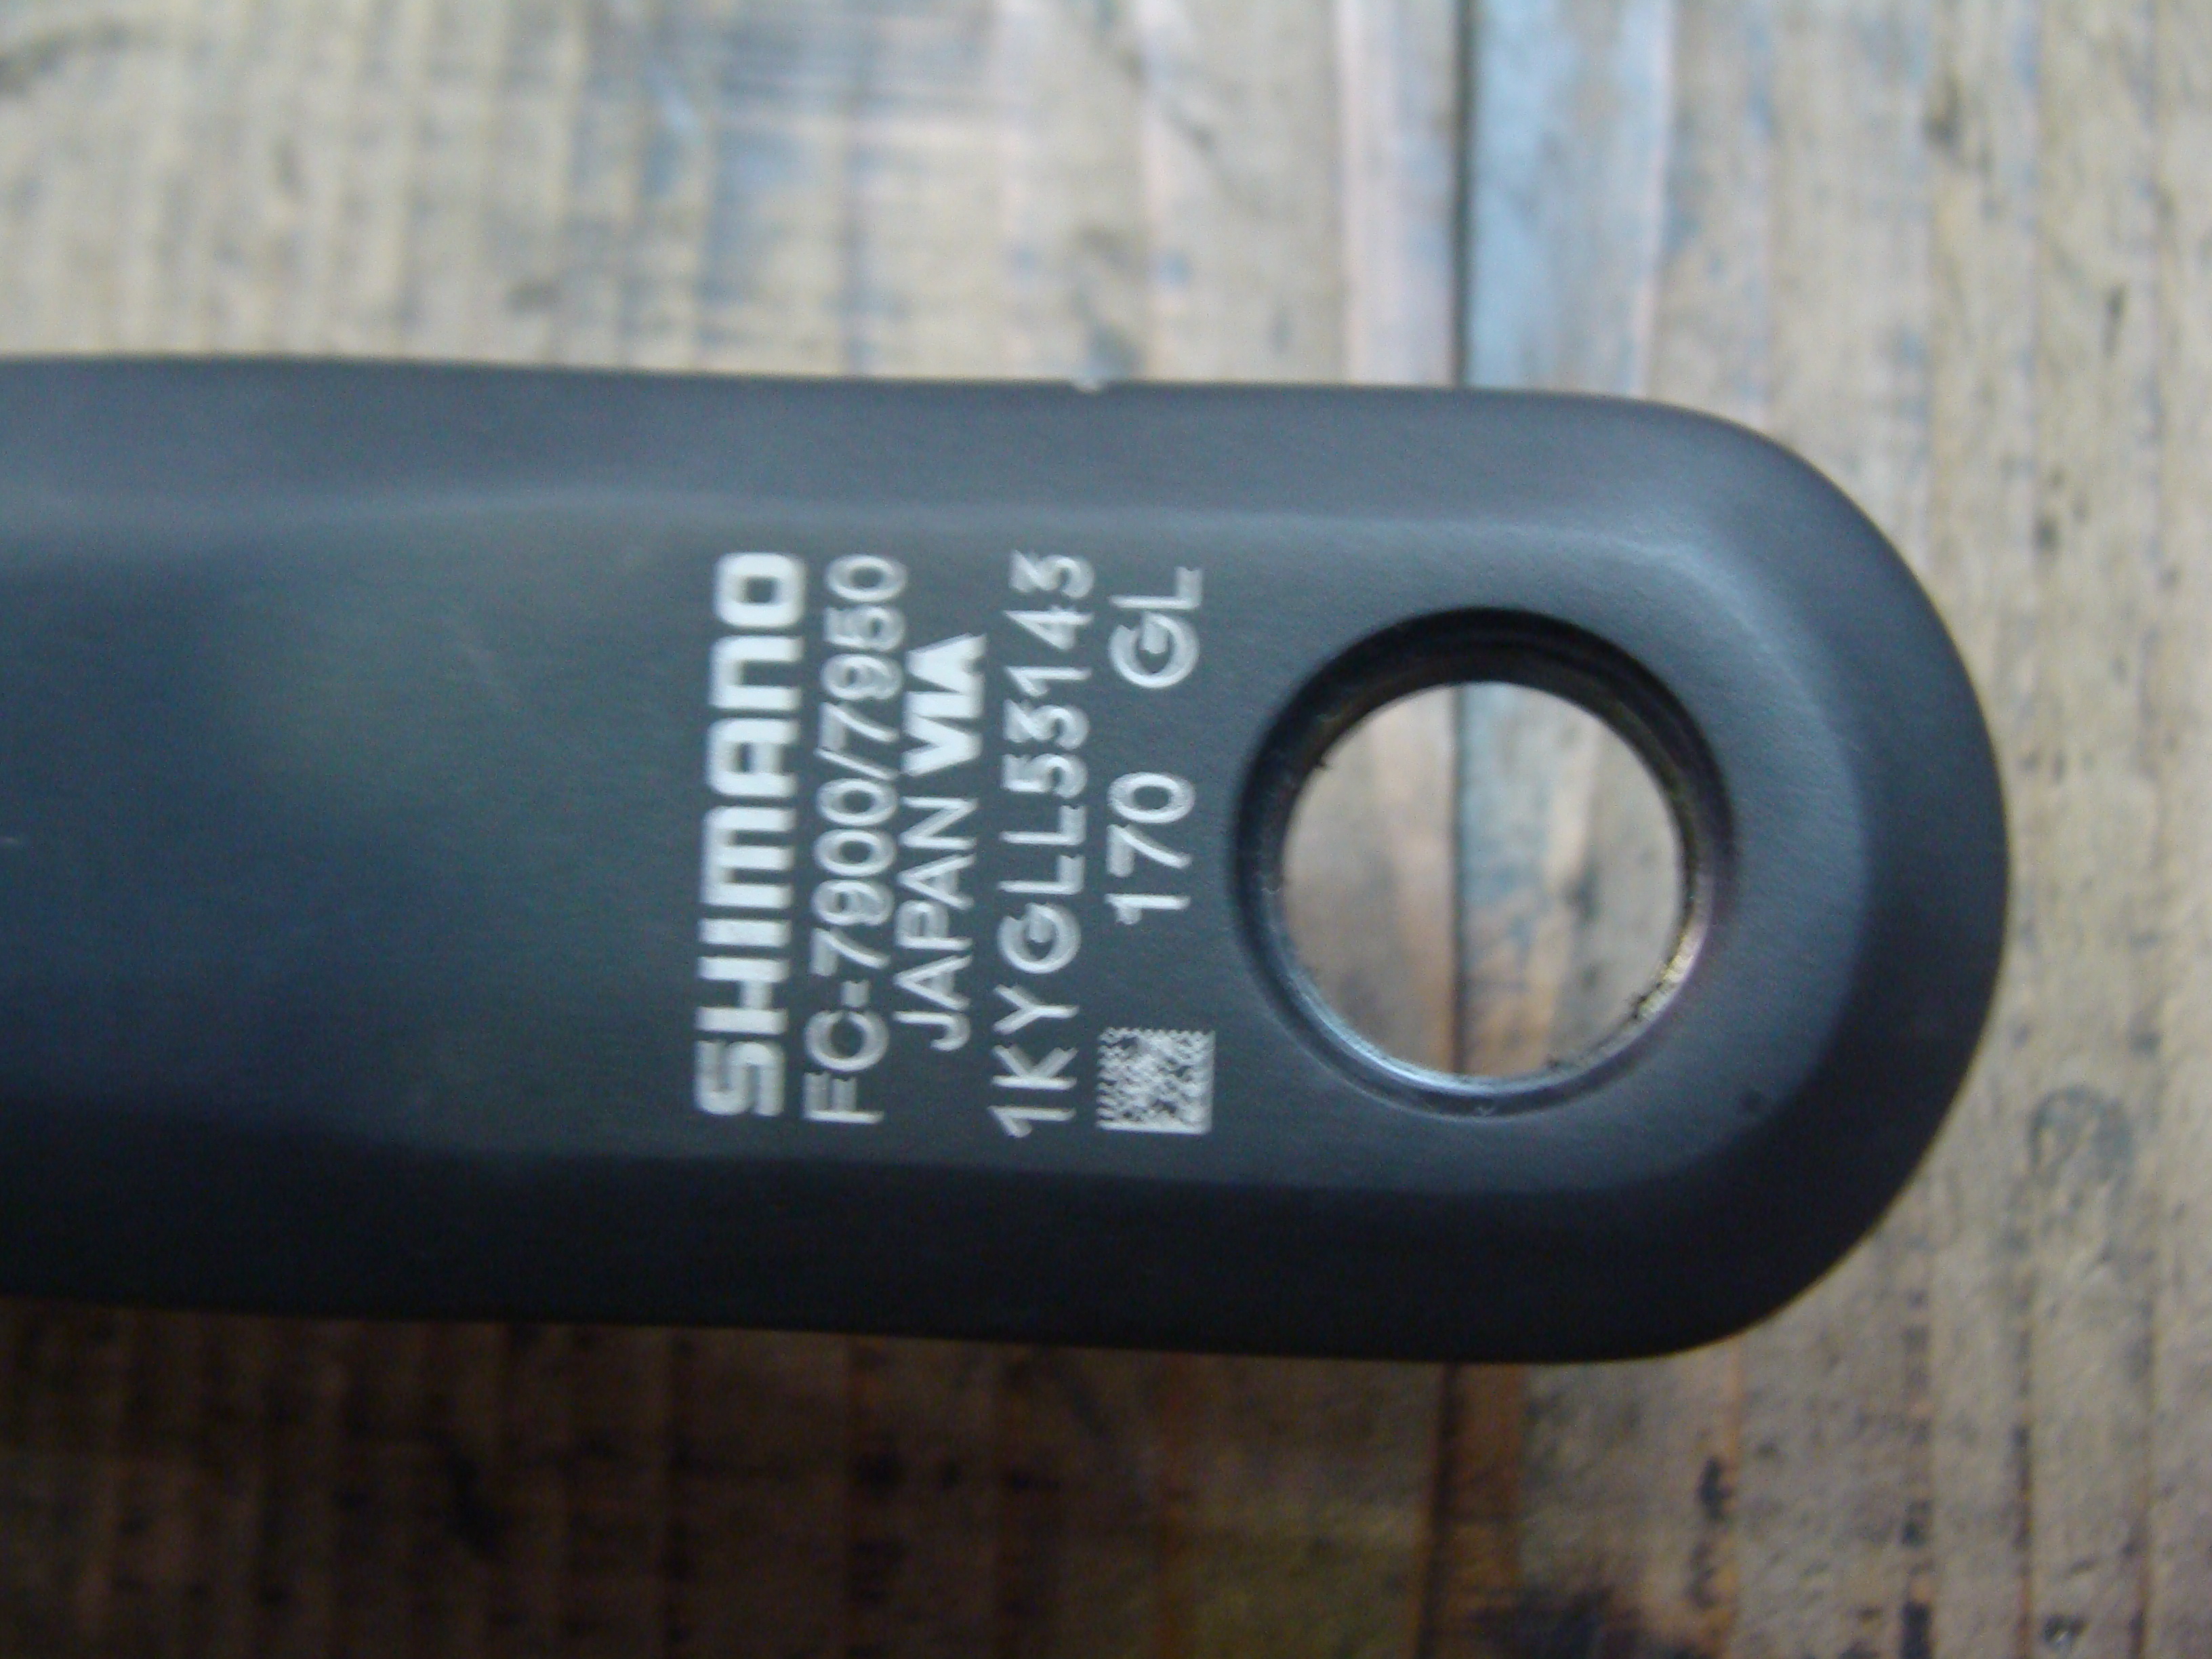 SHIMANO
FC-7900/7950
JAPAN VIA
1KYGLL53143
170 GL